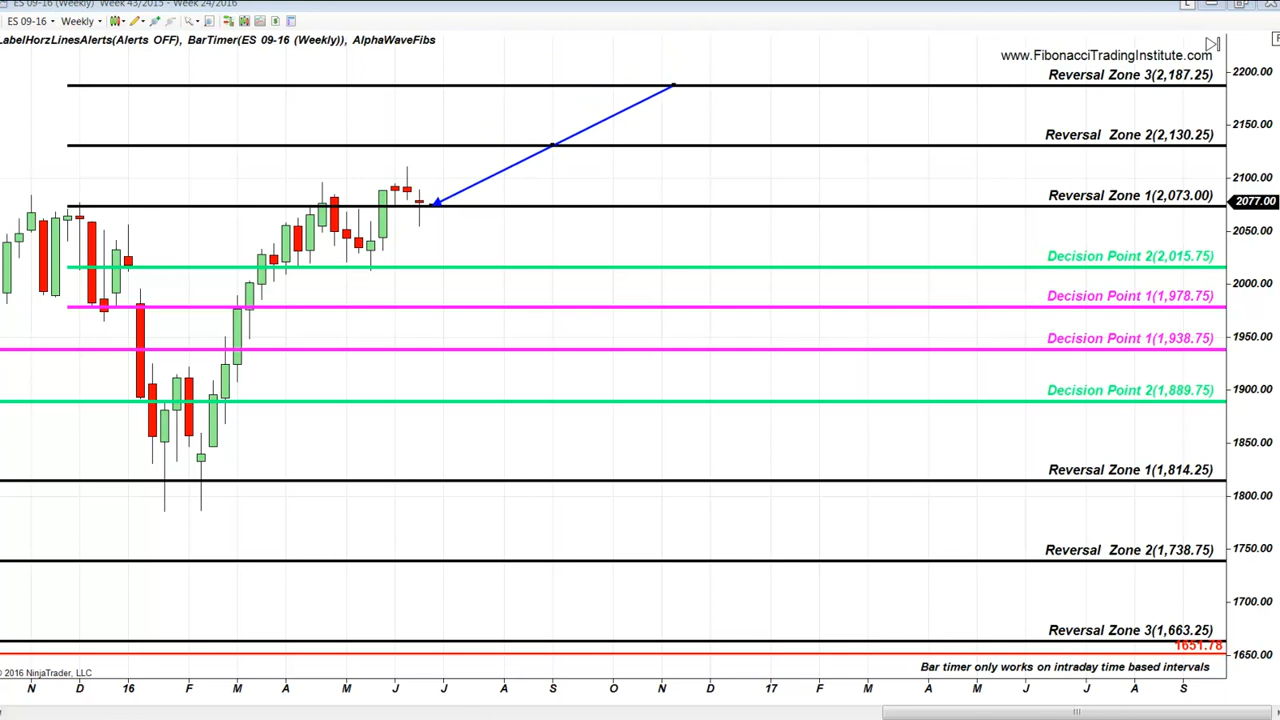 ES 09-16 (Weekly) Week 43/2015 - Week 24/2016
ES 09-16 Weekly
LabelHorzLinesAlerts(Alerts OFF), BarTimer(ES 09-16 (Weekly)), AlphaWaveFibs
www.FibonacciTradingInstitute.com
F
Reversal Zone 3(2,187.25)
2200.00
2150.00
Reversal Zone 2(2,130.25)
2100.00
Reversal Zone 1(2,073.00)
2077.00
2050.00
Decision Point 2(2,015.75)
2000.00
Decision Point 1(1,978.75)
1950.00
Decision Point 1(1,938.75)
1900.00
Decision Point 2(1,889.75)
1850.00
Reversal Zone 1(1,814.25)
1800.00
Reversal Zone 2(1,738.75)
1750.00
1700.00
Reversal Zone 3(1,663.25)
1651.78
1650.00
Bar timer only works on intraday time based intervals
© 2016 NinjaTrader, LLC
N D 16 F M A M J J A S O N D 17 F M A M J J A S